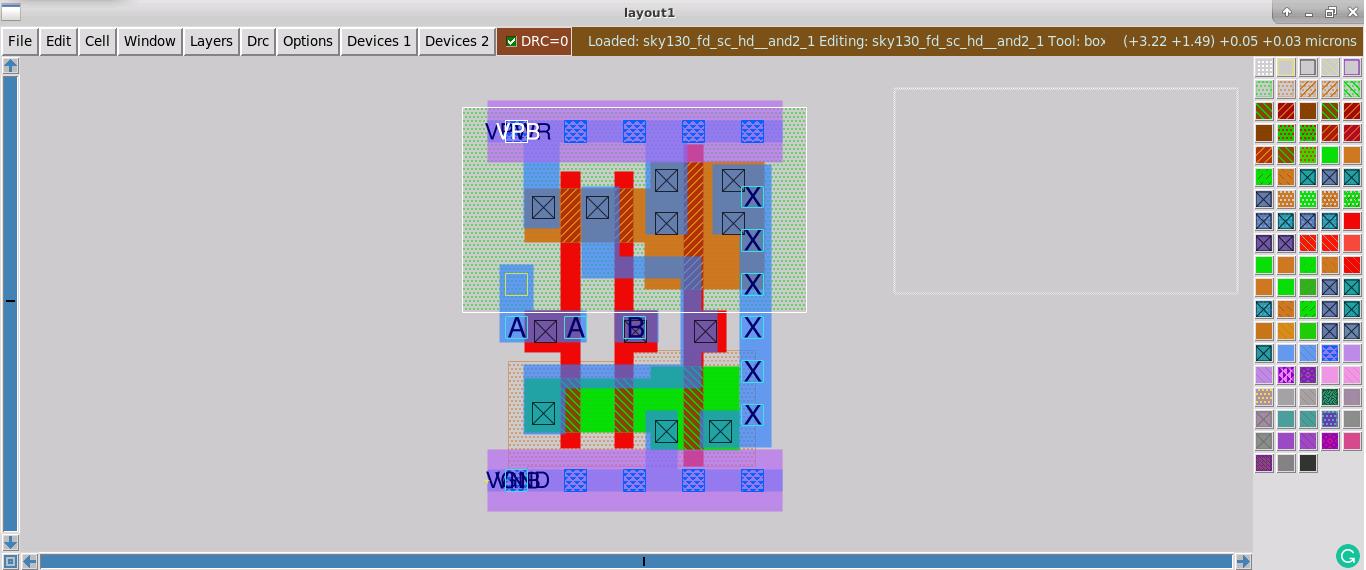 layout1
File Edit Cell Window Layers Drc Options Devices 1 Devices 2 DRC=0 Loaded: sky130_fd_sc_hd__and2_1 Editing: sky130_fd_sc_hd__and2_1 Tool: box (+3.22 +1.49) +0.05 +0.03 microns
VPB
X
X
X
A A B X
X
X